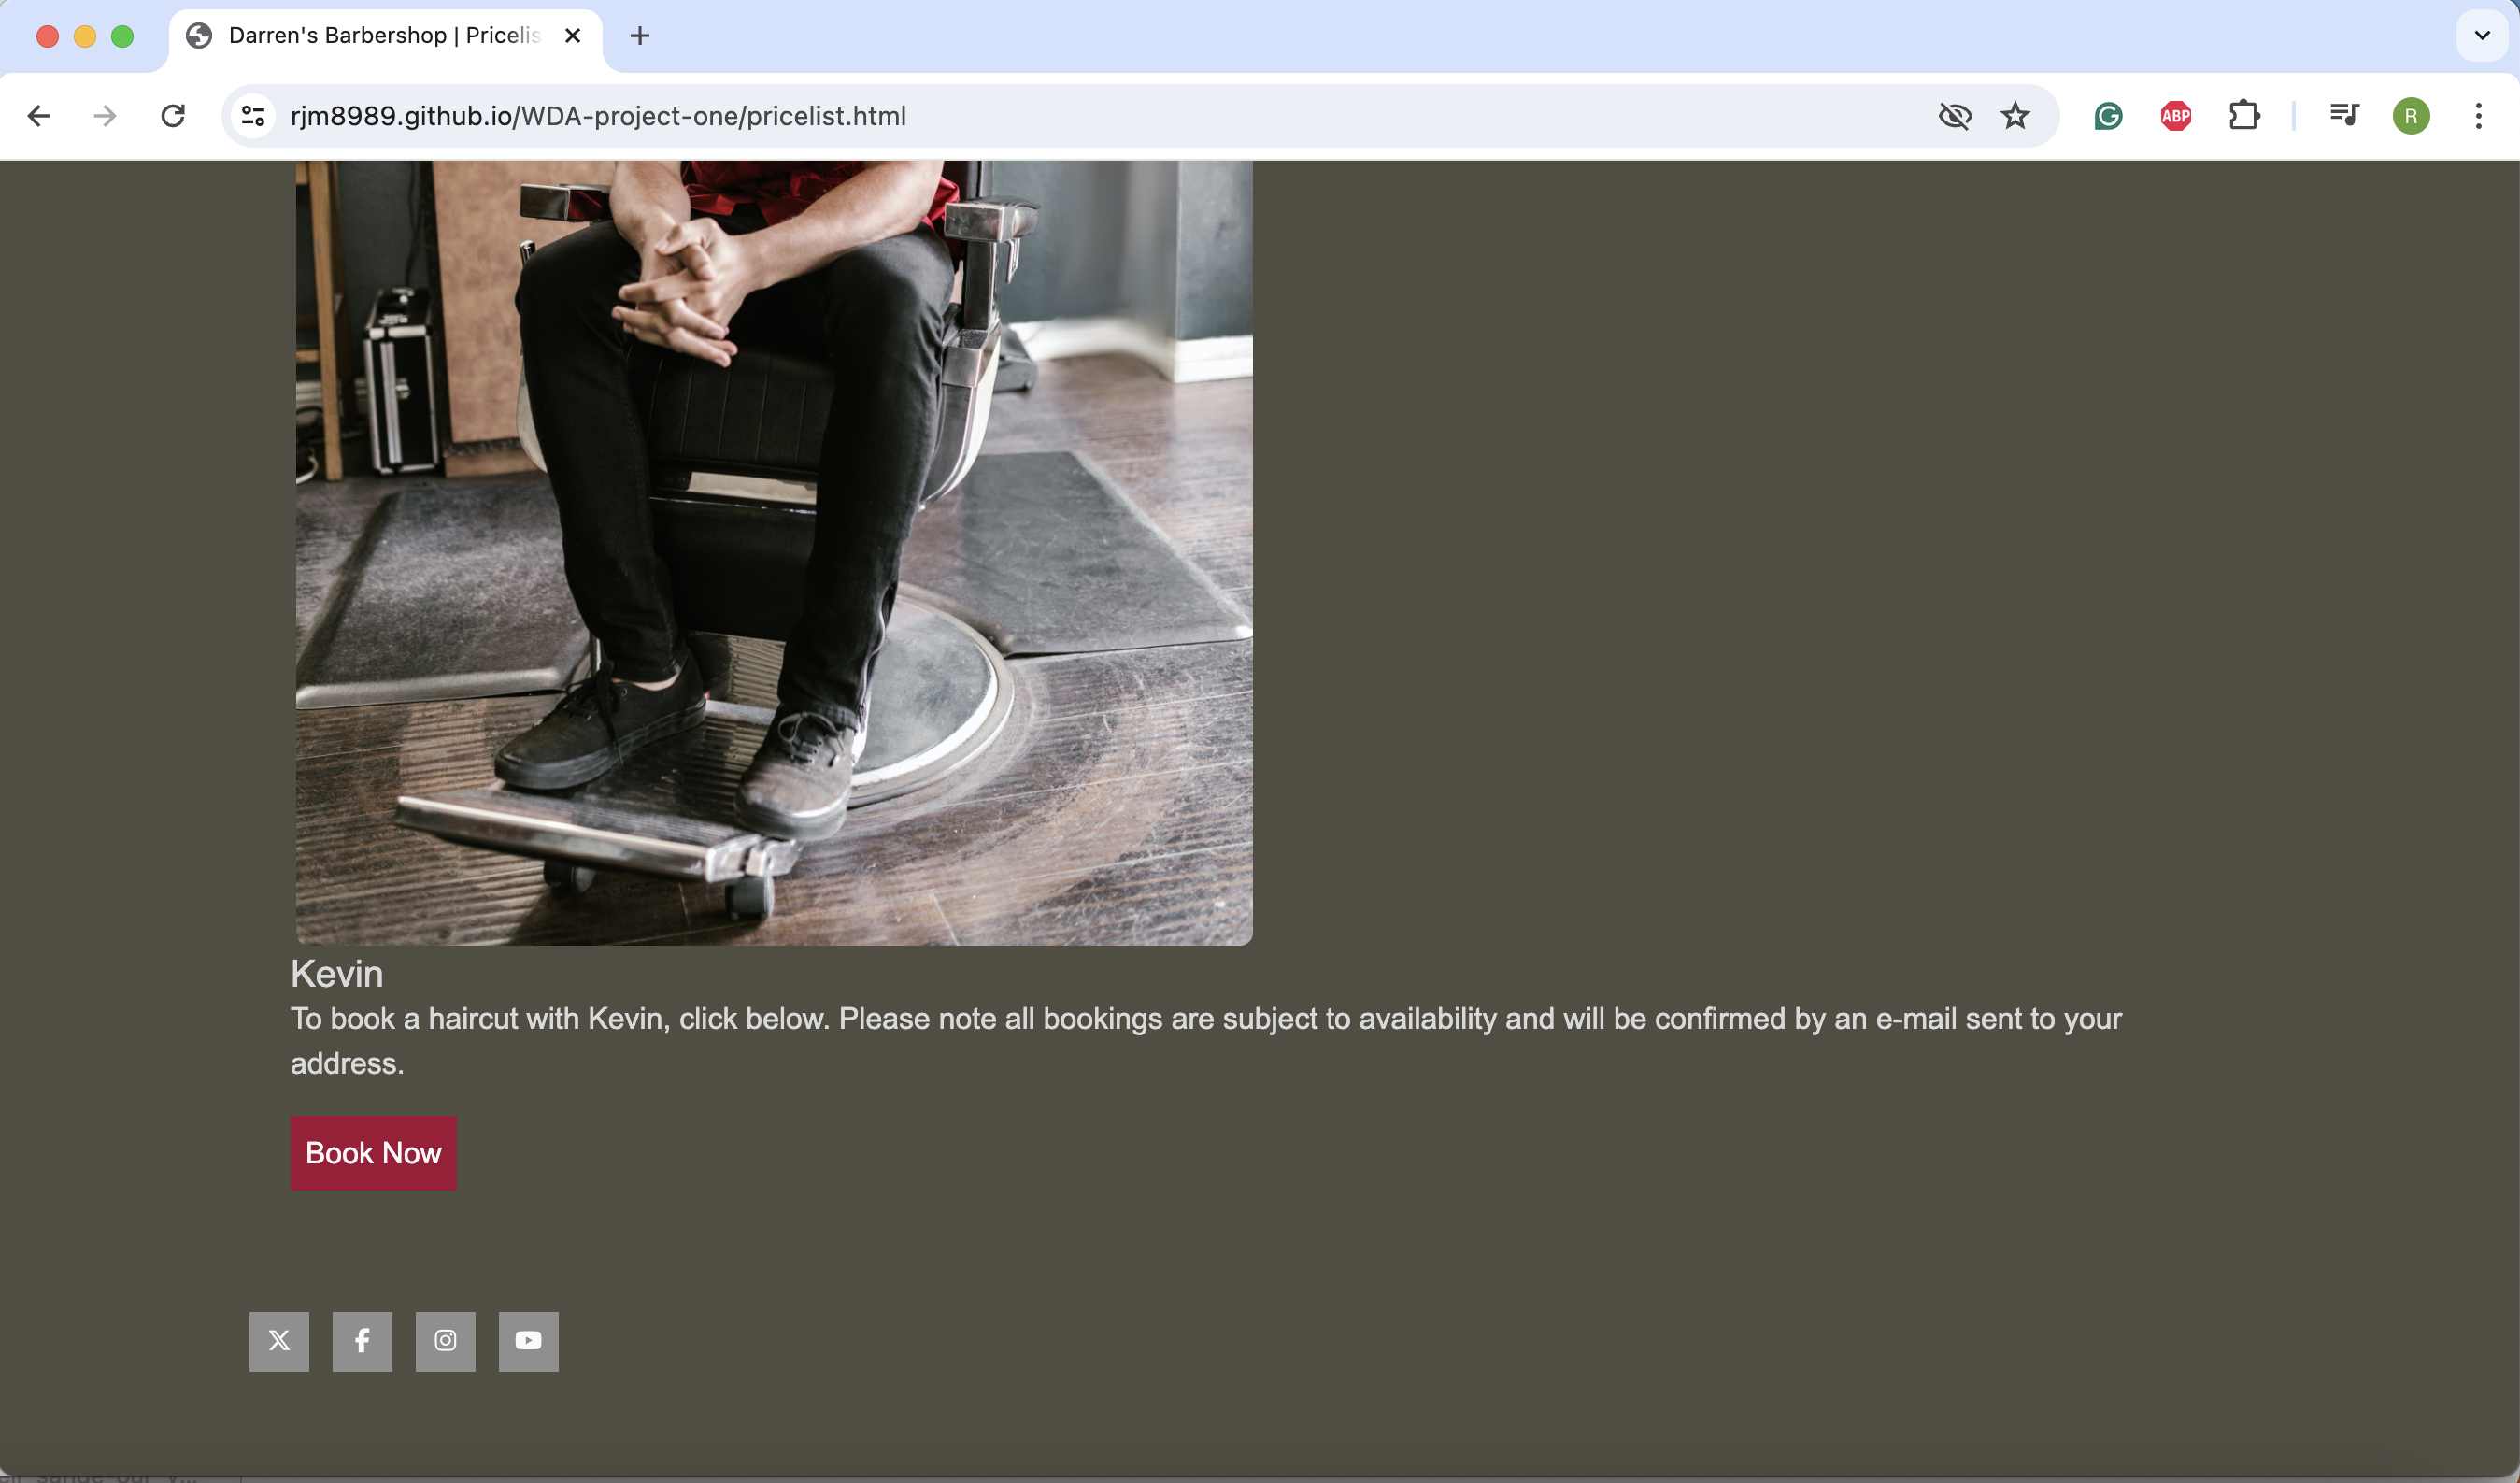 Darren's Barbershop | Pricelis
rjm8989.github.io/WDA-project-one/pricelist.html
ABP
R
Kevin
To book a haircut with Kevin, click below. Please note all bookings are subject to availability and will be confirmed by an e-mail sent to your
address.
Book Now